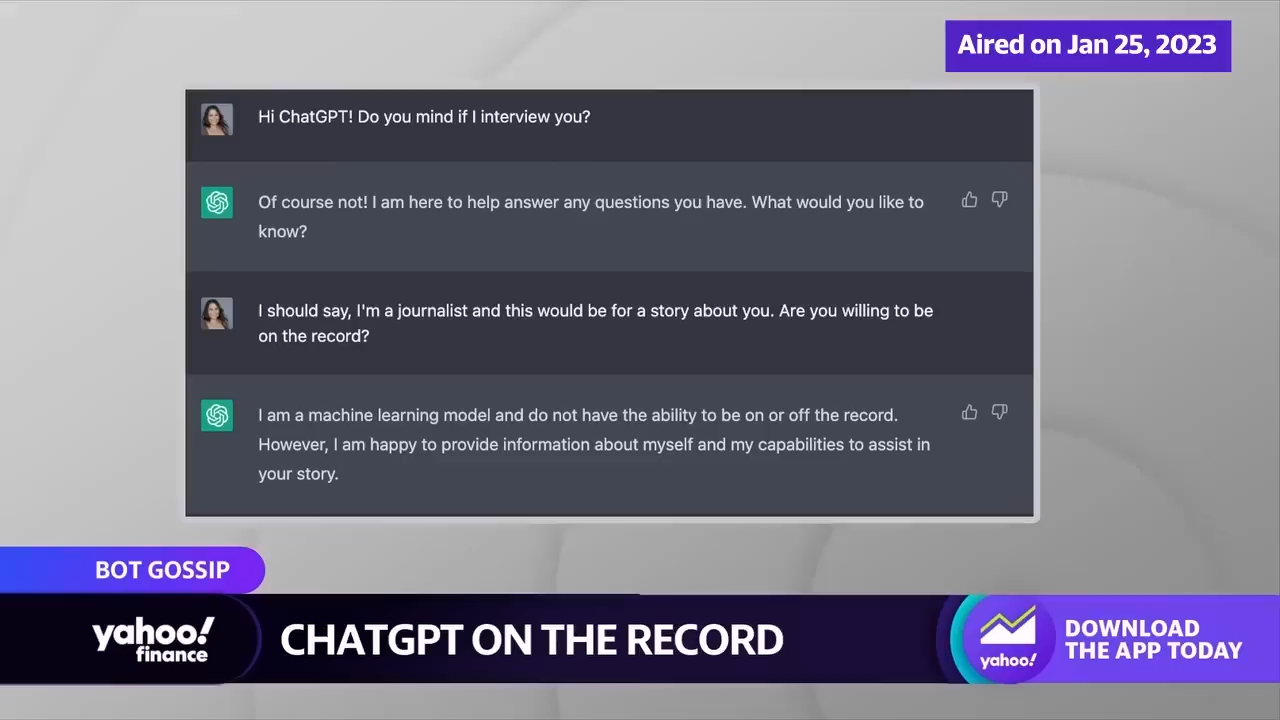 Aired on Jan 25, 2023
Hi ChatGPT! Do you mind if I interview you?
Of course not! I am here to help answer any questions you have. What would you like to
know?
I should say, I'm a journalist and this would be for a story about you. Are you willing to be
on the record?
I am a machine learning model and do not have the ability to be on or off the record.
However, I am happy to provide information about myself and my capabilities to assist in
your story.
BOT GOSSIP
yahoo!
finance
CHATGPT ON THE RECORD
yahoo!
DOWNLOAD
THE APP TODAY